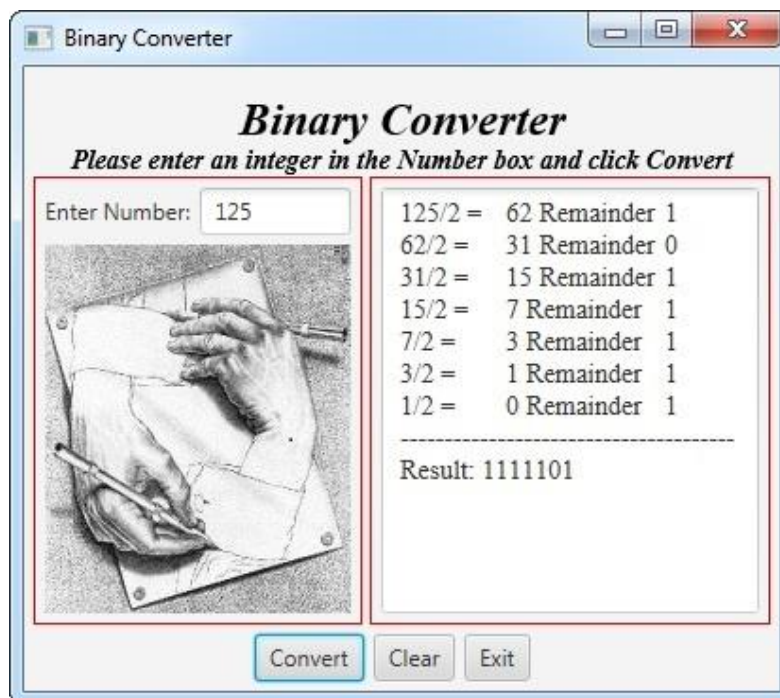 Binary Converter
Binary Converter
Please enter an integer in the Number box and click Convert
Enter Number: 125
125/2 = 62 Remainder 1
62/2 = 31 Remainder 0
31/2 = 15 Remainder 1
15/2 = 7 Remainder 1
7/2 = 3 Remainder 1
3/2 = 1 Remainder 1
1/2 = 0 Remainder 1
--------------------------------------
Result: 1111101
Convert Clear Exit